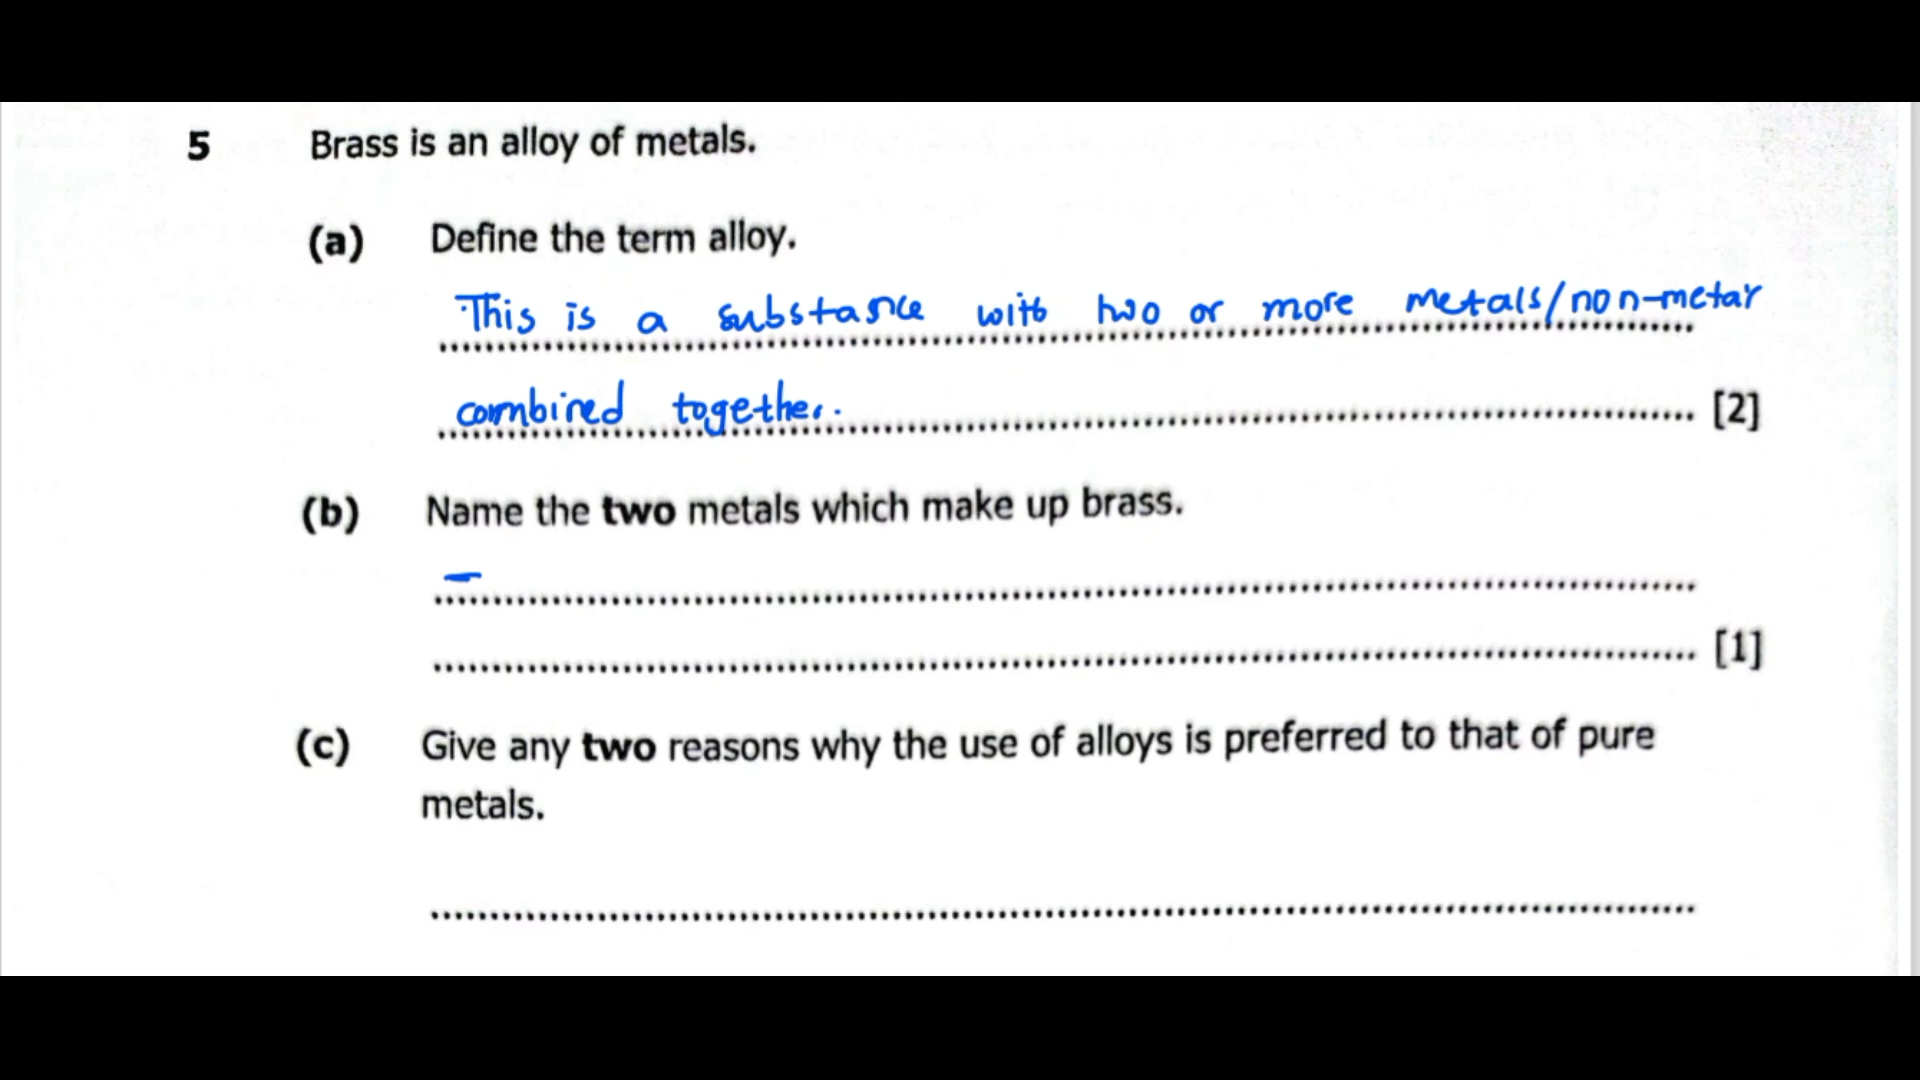 5 Brass is an alloy of metals.
(a) Define the term alloy.
This is a substance with two or more metals/non-metal
combined together.
[2]
(b) Name the two metals which make up brass.
–
[1]
(c) Give any two reasons why the use of alloys is preferred to that of pure
metals.